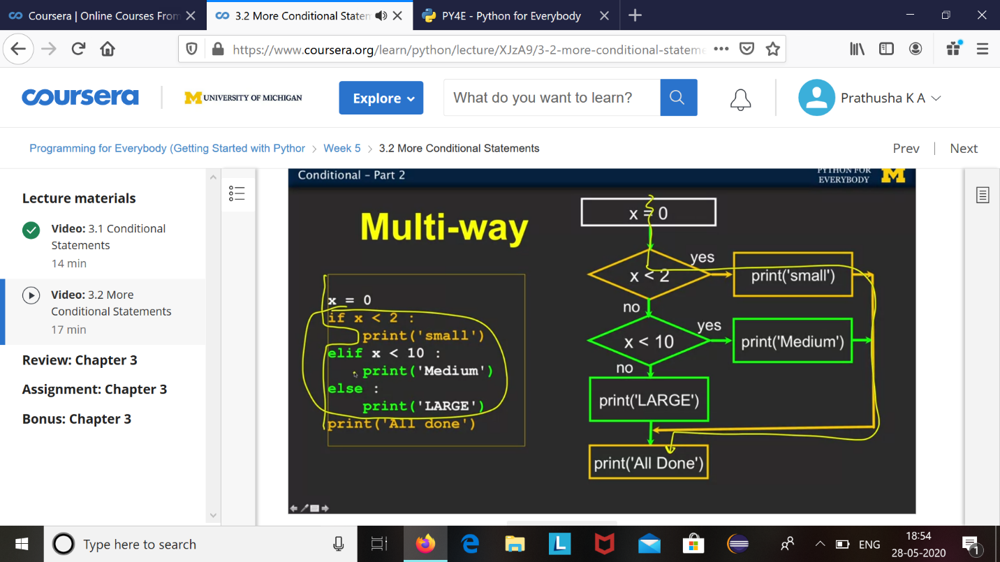 Coursera | Online Courses From
3.2 More Conditional Statem
PY4E - Python for Everybody
https://www.coursera.org/learn/python/lecture/XJzA9/3-2-more-conditional-stateme
coursera
M UNIVERSITY OF MICHIGAN
Explore
What do you want to learn?
Prathusha K A
Programming for Everybody (Getting Started with Python
Week 5
3.2 More Conditional Statements
Prev | Next
Lecture materials
Video: 3.1 Conditional
Statements
14 min
Video: 3.2 More
Conditional Statements
17 min
Review: Chapter 3
Assignment: Chapter 3
Bonus: Chapter 3
Conditional – Part 2
PYTHON FOR
EVERYBODY
M
Multi-way
x = 0
if x < 2 :
print('small')
elif x < 10 :
print('Medium')
else :
print('LARGE')
print('All done')
x = 0
x < 2
yes
print('small')
no
x < 10
yes
print('Medium')
no
print('LARGE')
print('All Done')
Type here to search
L
ENG
18:54
28-05-2020
1